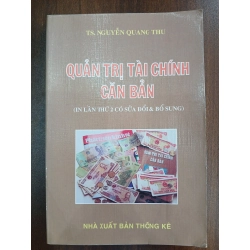 TS. NGUYỄN QUANG THU
QUẢN TRỊ TÀI CHÍNH
CĂN BẢN
(IN LẦN THỨ 2 CÓ SỬA ĐỔI & BỔ SUNG)
NHÀ XUẤT BẢN THỐNG KÊ